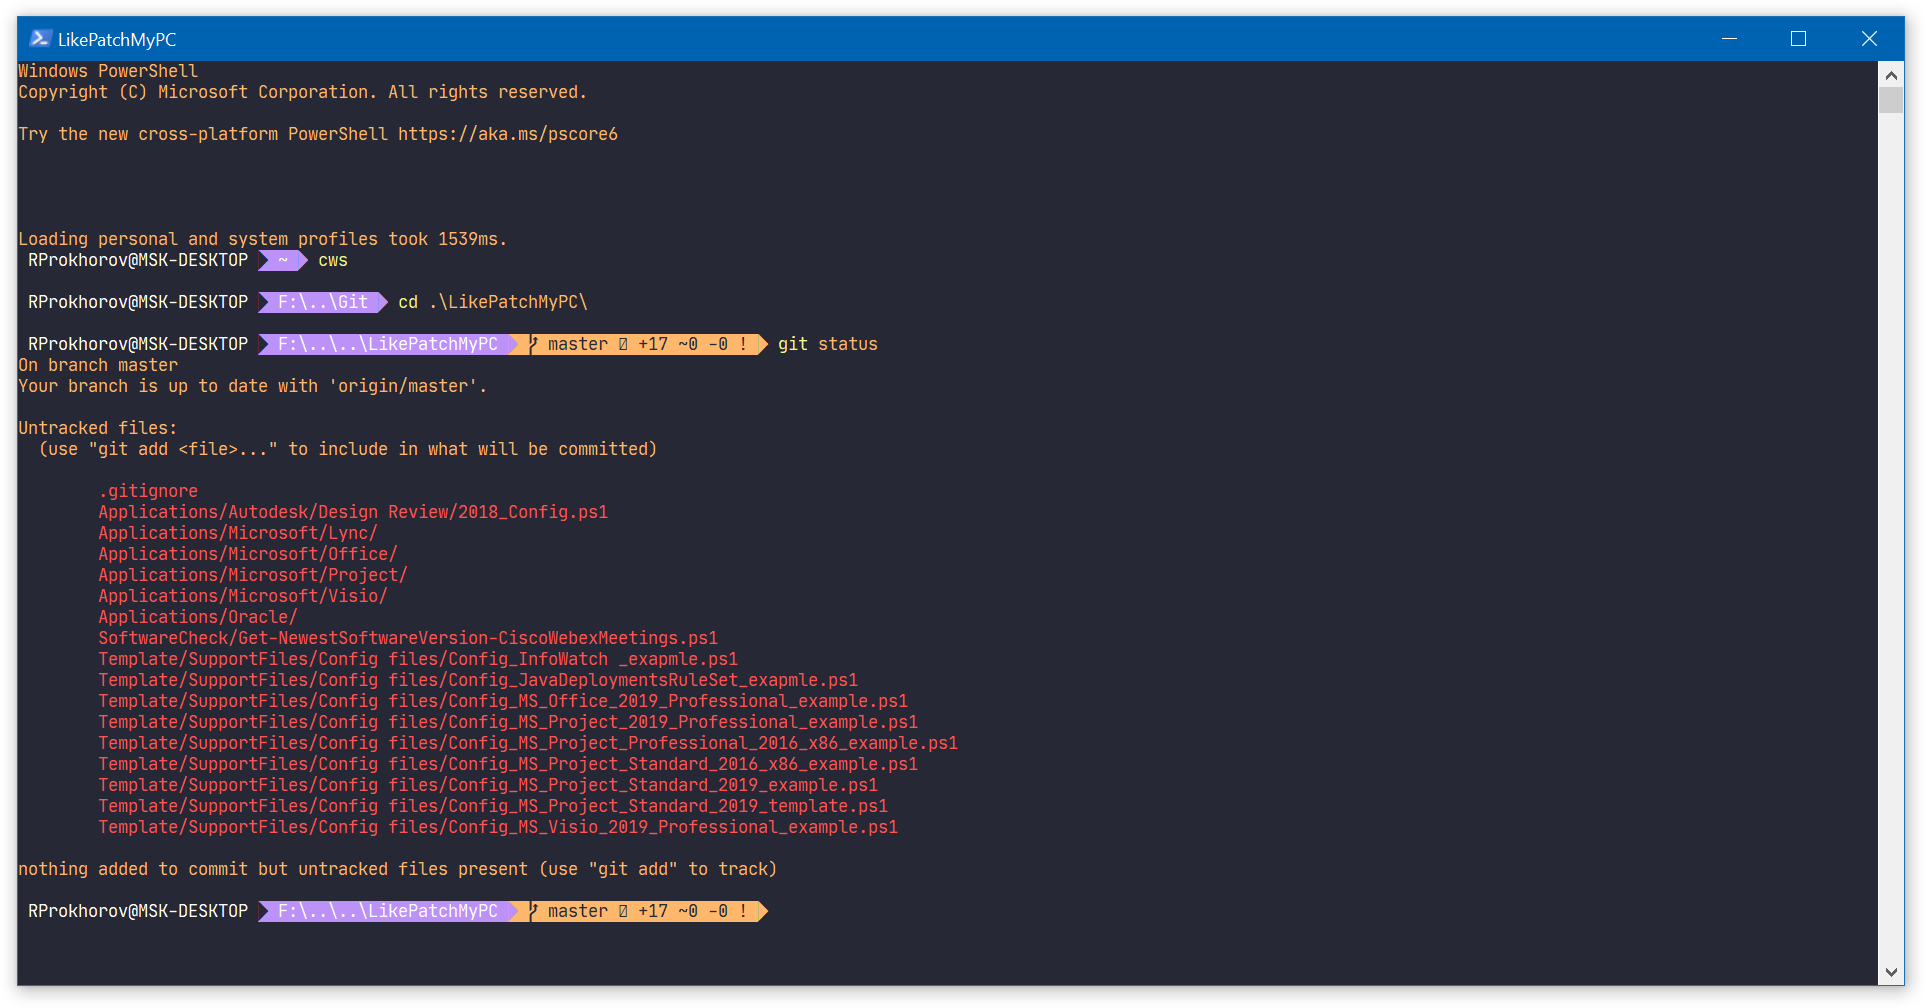 LikePatchMyPC
Windows PowerShell
Copyright (C) Microsoft Corporation. All rights reserved.
Try the new cross-platform PowerShell https://aka.ms/pscore6
Loading personal and system profiles took 1539ms.
RProkhorov@MSK-DESKTOP ~ cws
RProkhorov@MSK-DESKTOP F:\..\Git cd .\LikePatchMyPC\
RProkhorov@MSK-DESKTOP F:\..\..\LikePatchMyPC master +17 ~0 -0 ! git status
On branch master
Your branch is up to date with 'origin/master'.
Untracked files:
(use "git add <file>..." to include in what will be committed)
.gitignore
Applications/Autodesk/Design Review/2018_Config.ps1
Applications/Microsoft/Lync/
Applications/Microsoft/Office/
Applications/Microsoft/Project/
Applications/Microsoft/Visio/
Applications/Oracle/
SoftwareCheck/Get-NewestSoftwareVersion-CiscoWebexMeetings.ps1
Template/SupportFiles/Config files/Config_InfoWatch _exapmle.ps1
Template/SupportFiles/Config files/Config_JavaDeploymentsRuleSet_exapmle.ps1
Template/SupportFiles/Config files/Config_MS_Office_2019_Professional_example.ps1
Template/SupportFiles/Config files/Config_MS_Project_2019_Professional_example.ps1
Template/SupportFiles/Config files/Config_MS_Project_Professional_2016_x86_example.ps1
Template/SupportFiles/Config files/Config_MS_Project_Standard_2016_x86_example.ps1
Template/SupportFiles/Config files/Config_MS_Project_Standard_2019_example.ps1
Template/SupportFiles/Config files/Config_MS_Project_Standard_2019_template.ps1
Template/SupportFiles/Config files/Config_MS_Visio_2019_Professional_example.ps1
nothing added to commit but untracked files present (use "git add" to track)
RProkhorov@MSK-DESKTOP F:\..\..\LikePatchMyPC master +17 ~0 -0 !